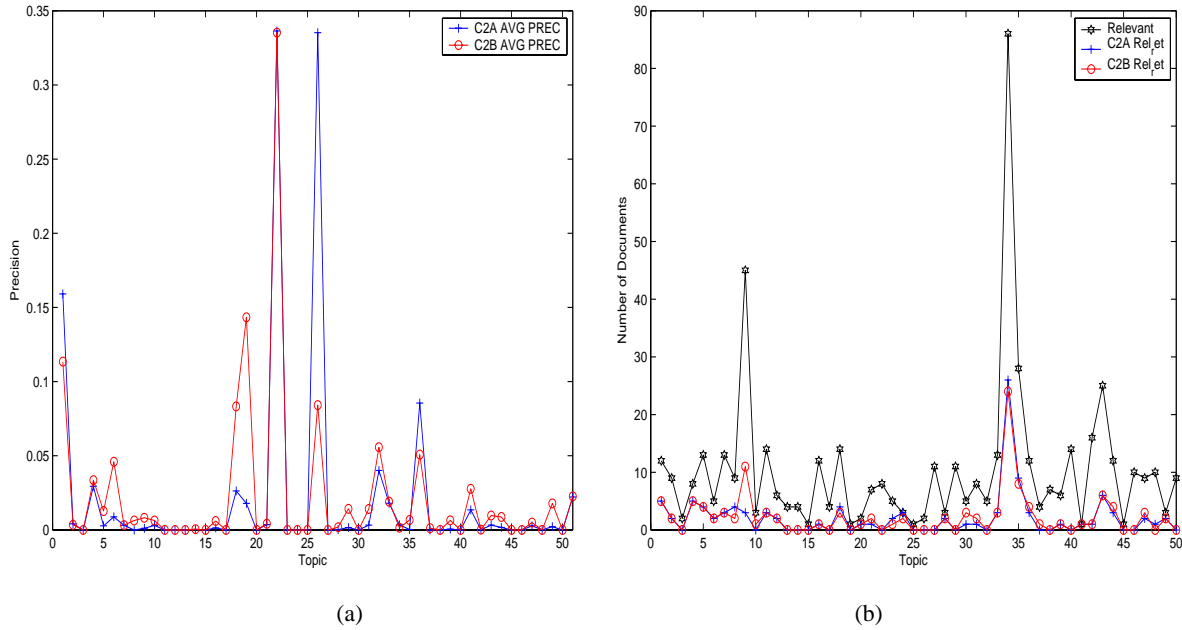 0.35
0.3
0.25
0.2
0.15
0.1
0.05
0
Precision
0 5 10 15 20 25 30 35 40 45 50
Topic
C2A AVG PREC
C2B AVG PREC
(a)
90
80
70
60
50
40
30
20
10
0
Number of Documents
0 5 10 15 20 25 30 35 40 45 50
Topic
Relevant
C2A Rel_ret
C2B Rel_ret
(b)